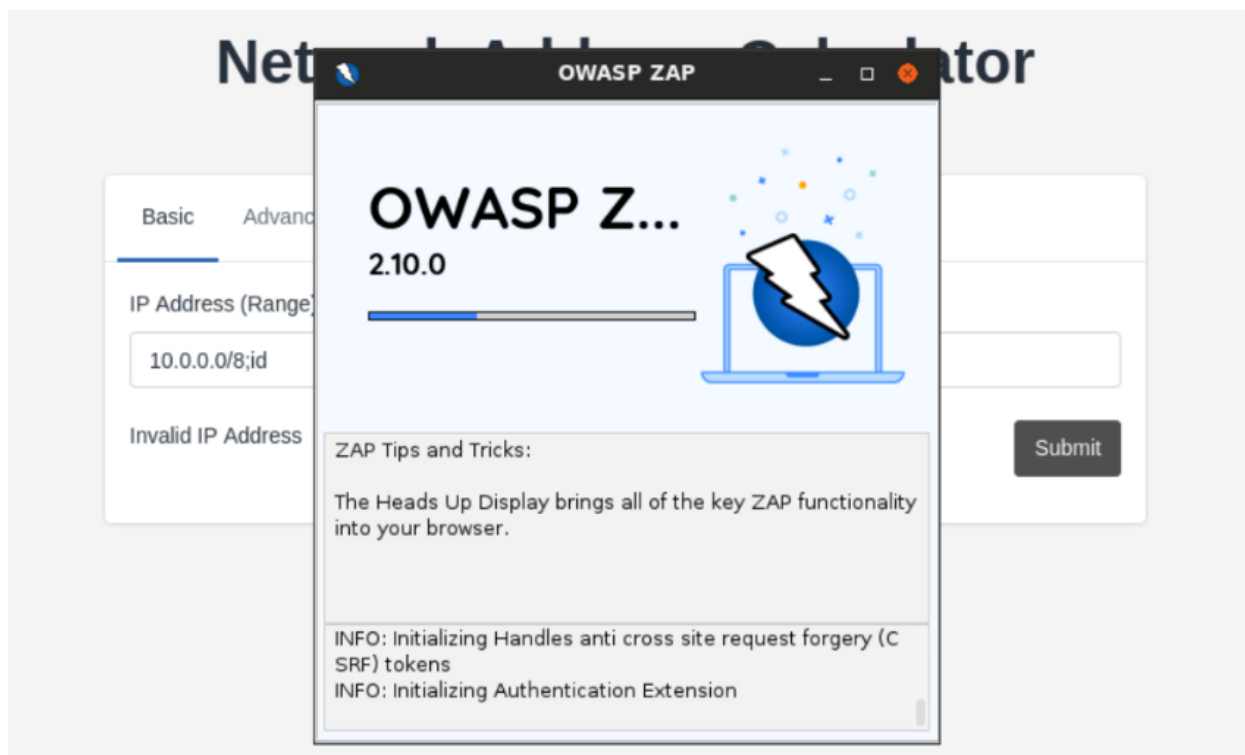 Net
tor
OWASP ZAP
OWASP Z...
2.10.0
Basic Advanc
IP Address (Range)
10.0.0.0/8;id
Invalid IP Address
Submit
ZAP Tips and Tricks:
The Heads Up Display brings all of the key ZAP functionality
into your browser.
INFO: Initializing Handles anti cross site request forgery (C
SRF) tokens
INFO: Initializing Authentication Extension